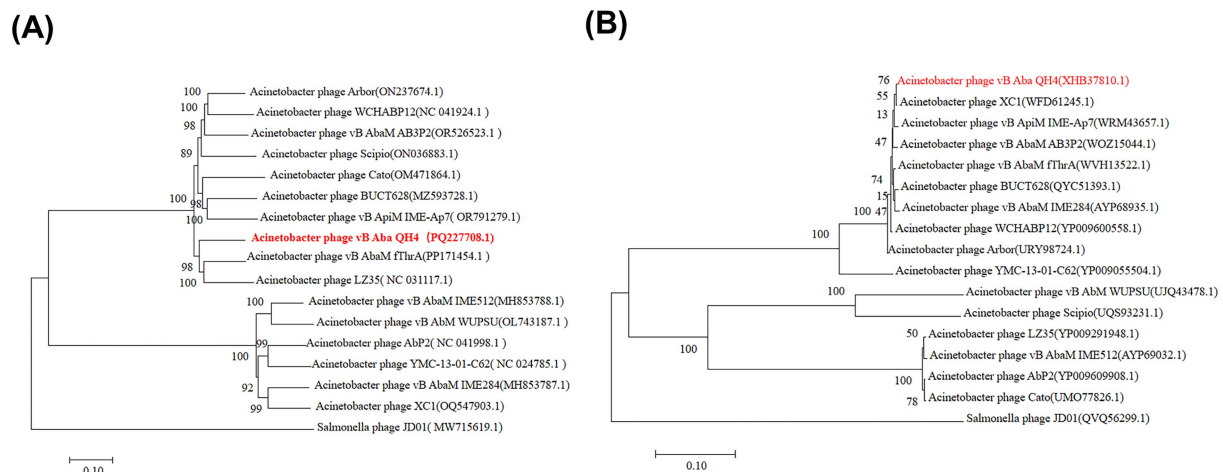 (A)
(B)
100
Acinetobacter phage Arbor(ON237674.1)
100
Acinetobacter phage WCHABP12(NC 041924.1 )
98
Acinetobacter phage vB AbaM AB3P2(OR526523.1 )
89
Acinetobacter phage Scipio(ON036883.1)
Acinetobacter phage Cato(OM471864.1)
100
98
Acinetobacter phage BUCT628(MZ593728.1)
100
Acinetobacter phage vB ApiM IME-Ap7( OR791279.1)
Acinetobacter phage vB Aba QH4 (PQ227708.1)
Acinetobacter phage vB AbaM fThrA(PP171454.1 )
98
100
Acinetobacter phage LZ35( NC 031117.1)
100
Acinetobacter phage vB AbaM IME512(MH853788.1)
Acinetobacter phage vB AbM WUPSU(OL743187.1 )
99
Acinetobacter phage AbP2( NC 041998.1 )
100
Acinetobacter phage YMC-13-01-C62( NC 024785.1 )
92
Acinetobacter phage vB AbaM IME284(MH853787.1)
99
Acinetobacter phage XC1(OQ547903.1)
Salmonella phage JD01( MW715619.1)
0.10
76
Acinetobacter phage vB Aba QH4(XHB37810.1)
55
Acinetobacter phage XC1(WFD61245.1)
13
Acinetobacter phage vB ApiM IME-Ap7(WRM43657.1)
47
Acinetobacter phage vB AbaM AB3P2(WOZ15044.1)
Acinetobacter phage vB AbaM fThrA(WVH13522.1)
74
Acinetobacter phage BUCT628(QYC51393.1)
15
100
47
Acinetobacter phage vB AbaM IME284(AYP68935.1)
Acinetobacter phage WCHABP12(YP009600558.1)
100
Acinetobacter phage Arbor(URY98724.1)
Acinetobacter phage YMC-13-01-C62(YP009055504.1)
100
Acinetobacter phage vB AbM WUPSU(UJQ43478.1)
Acinetobacter phage Scipio(UQS93231.1)
50
Acinetobacter phage LZ35(YP009291948.1)
100
Acinetobacter phage vB AbaM IME512(AYP69032.1)
100
Acinetobacter phage AbP2(YP009609908.1)
78
Acinetobacter phage Cato(UMO77826.1)
Salmonella phage JD01(QVQ56299.1)
0.10